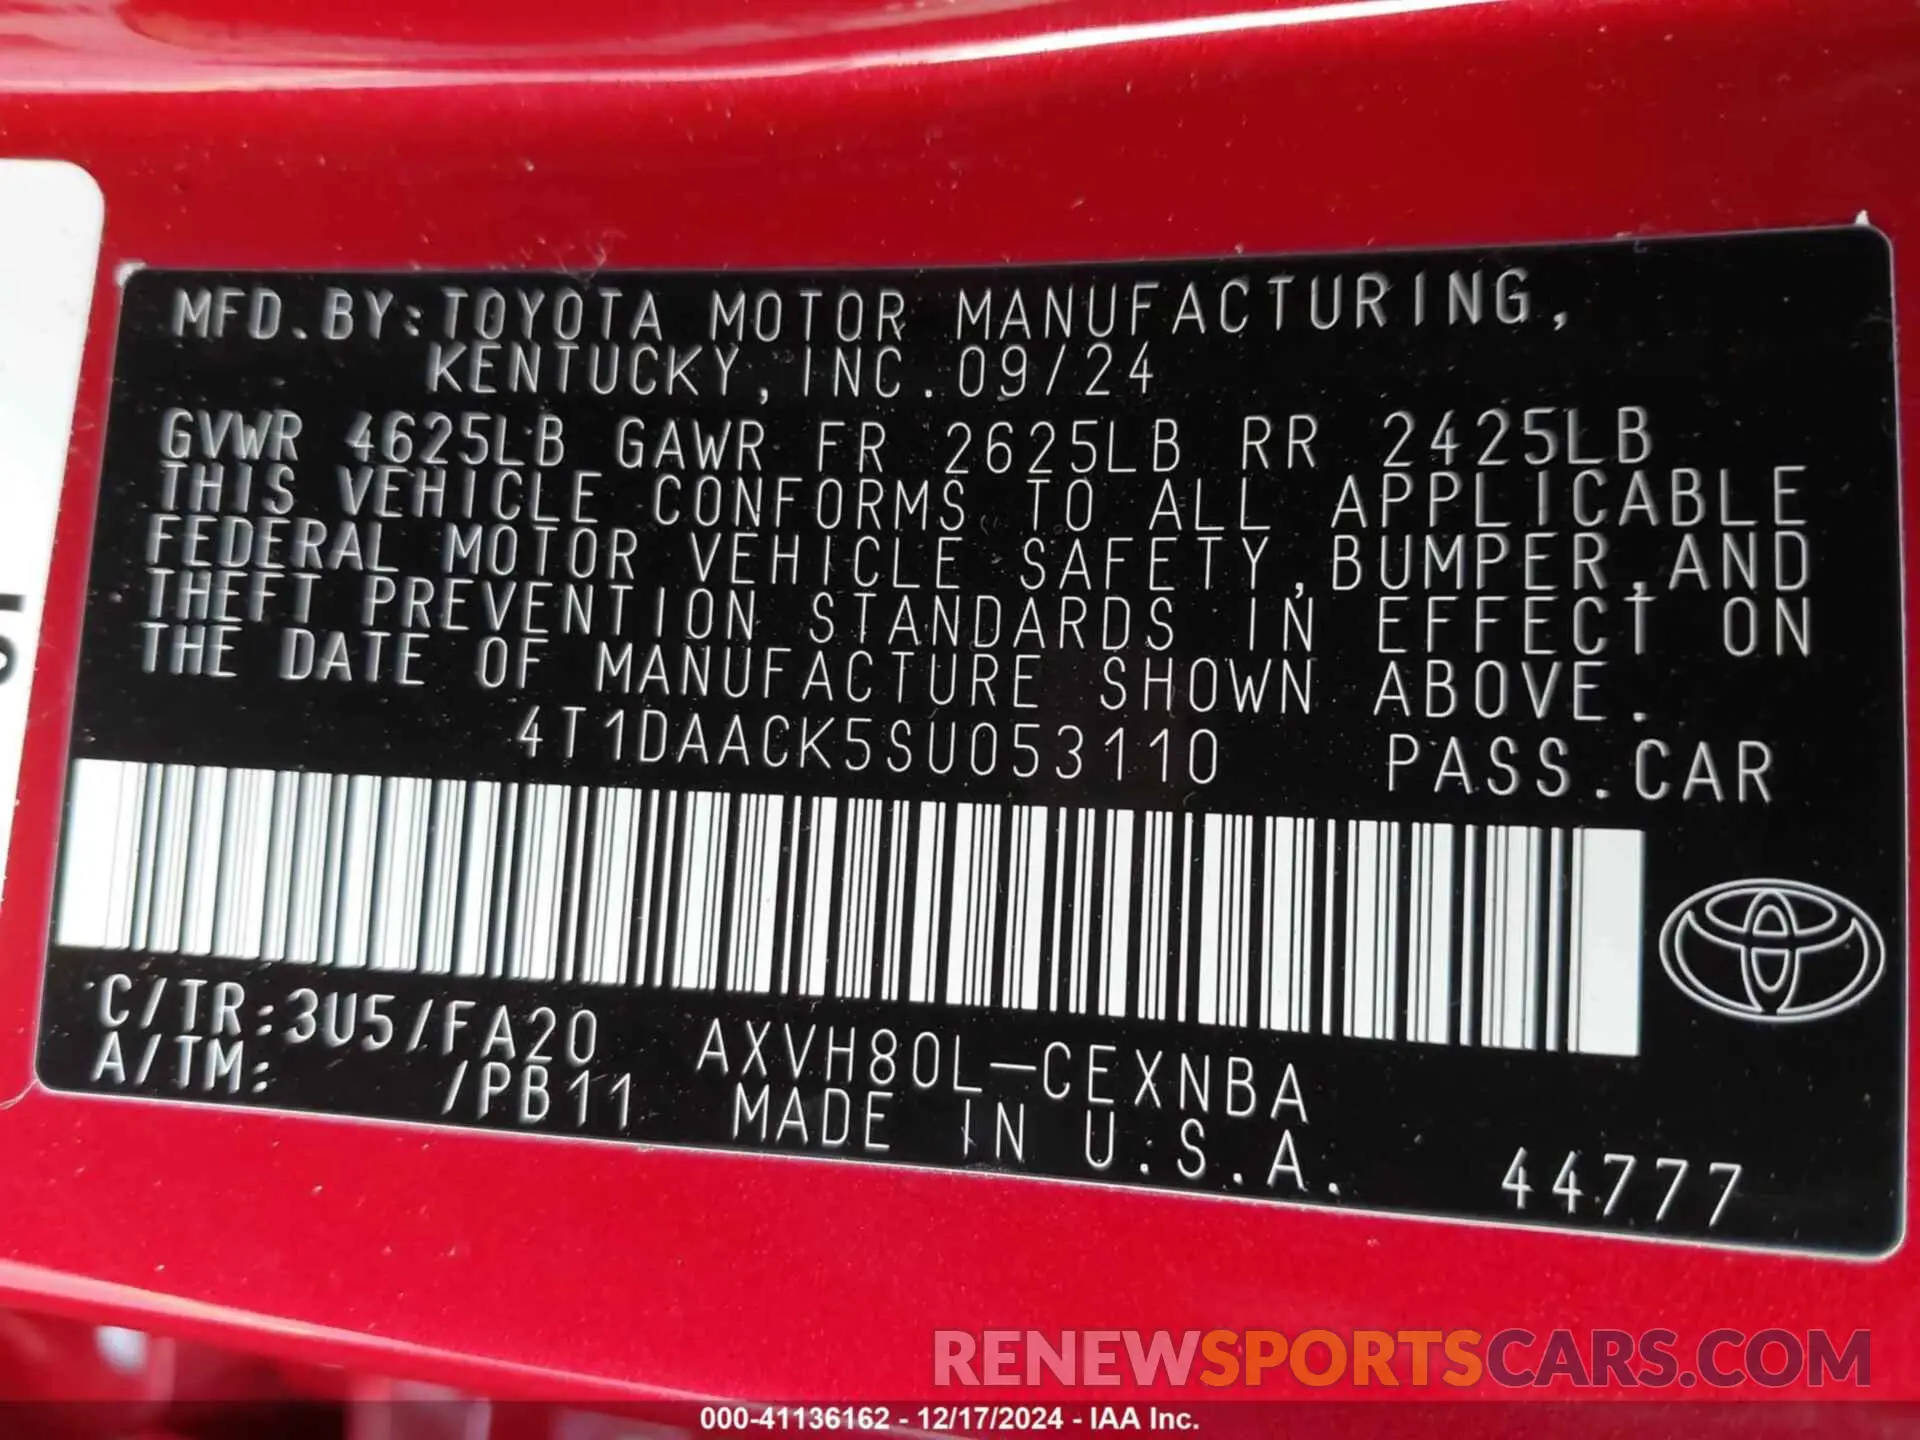 MFD.BY:TOYOTA MOTOR MANUFACTURING,
KENTUCKY,INC.09/24
GVWR 4625LB GAWR FR 2625LB RR 2425LB
THIS VEHICLE CONFORMS TO ALL APPLICABLE
FEDERAL MOTOR VEHICLE SAFETY,BUMPER,AND
THEFT PREVENTION STANDARDS IN EFFECT ON
THE DATE OF MANUFACTURE SHOWN ABOVE.
4T1DAACK5SU053110 PASS.CAR
C/TR:3U5/FA20 AXVH80L-CEXNBA
A/TM: /PB11 MADE IN U.S.A. 44777
RENEWSPORTSCARS.COM
000-41136162 - 12/17/2024 - IAA Inc.